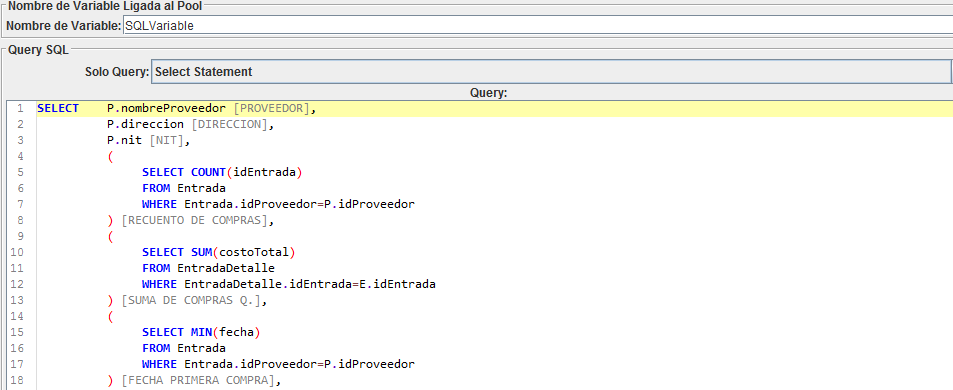 Nombre de Variable Ligada al Pool
Nombre de Variable: SQLVariable
Query SQL
Solo Query: Select Statement
Query:
1 SELECT P.nombreProveedor [PROVEEDOR],
2 P.direccion [DIRECCION],
3 P.nit [NIT],
4 (
5 SELECT COUNT(idEntrada)
6 FROM Entrada
7 WHERE Entrada.idProveedor=P.idProveedor
8 ) [RECUENTO DE COMPRAS],
9 (
10 SELECT SUM(costoTotal)
11 FROM EntradaDetalle
12 WHERE EntradaDetalle.idEntrada=E.idEntrada
13 ) [SUMA DE COMPRAS Q.],
14 (
15 SELECT MIN(fecha)
16 FROM Entrada
17 WHERE Entrada.idProveedor=P.idProveedor
18 ) [FECHA PRIMERA COMPRA],